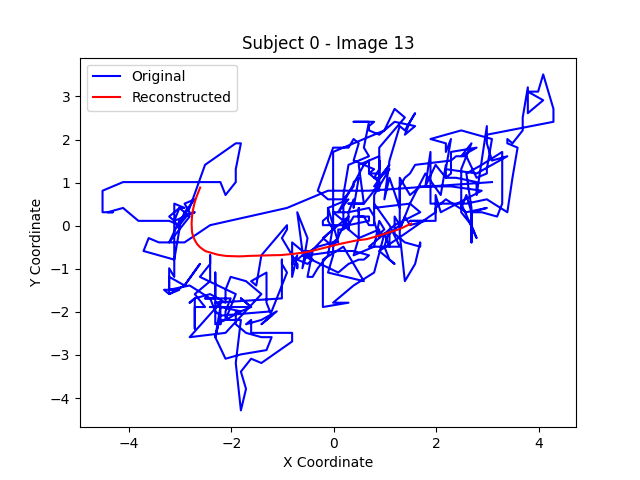 Subject 0 - Image 13
Original
Reconstructed
3
2
1
0
−1
−2
−3
−4
Y Coordinate
−4
−2
0
2
4
X Coordinate